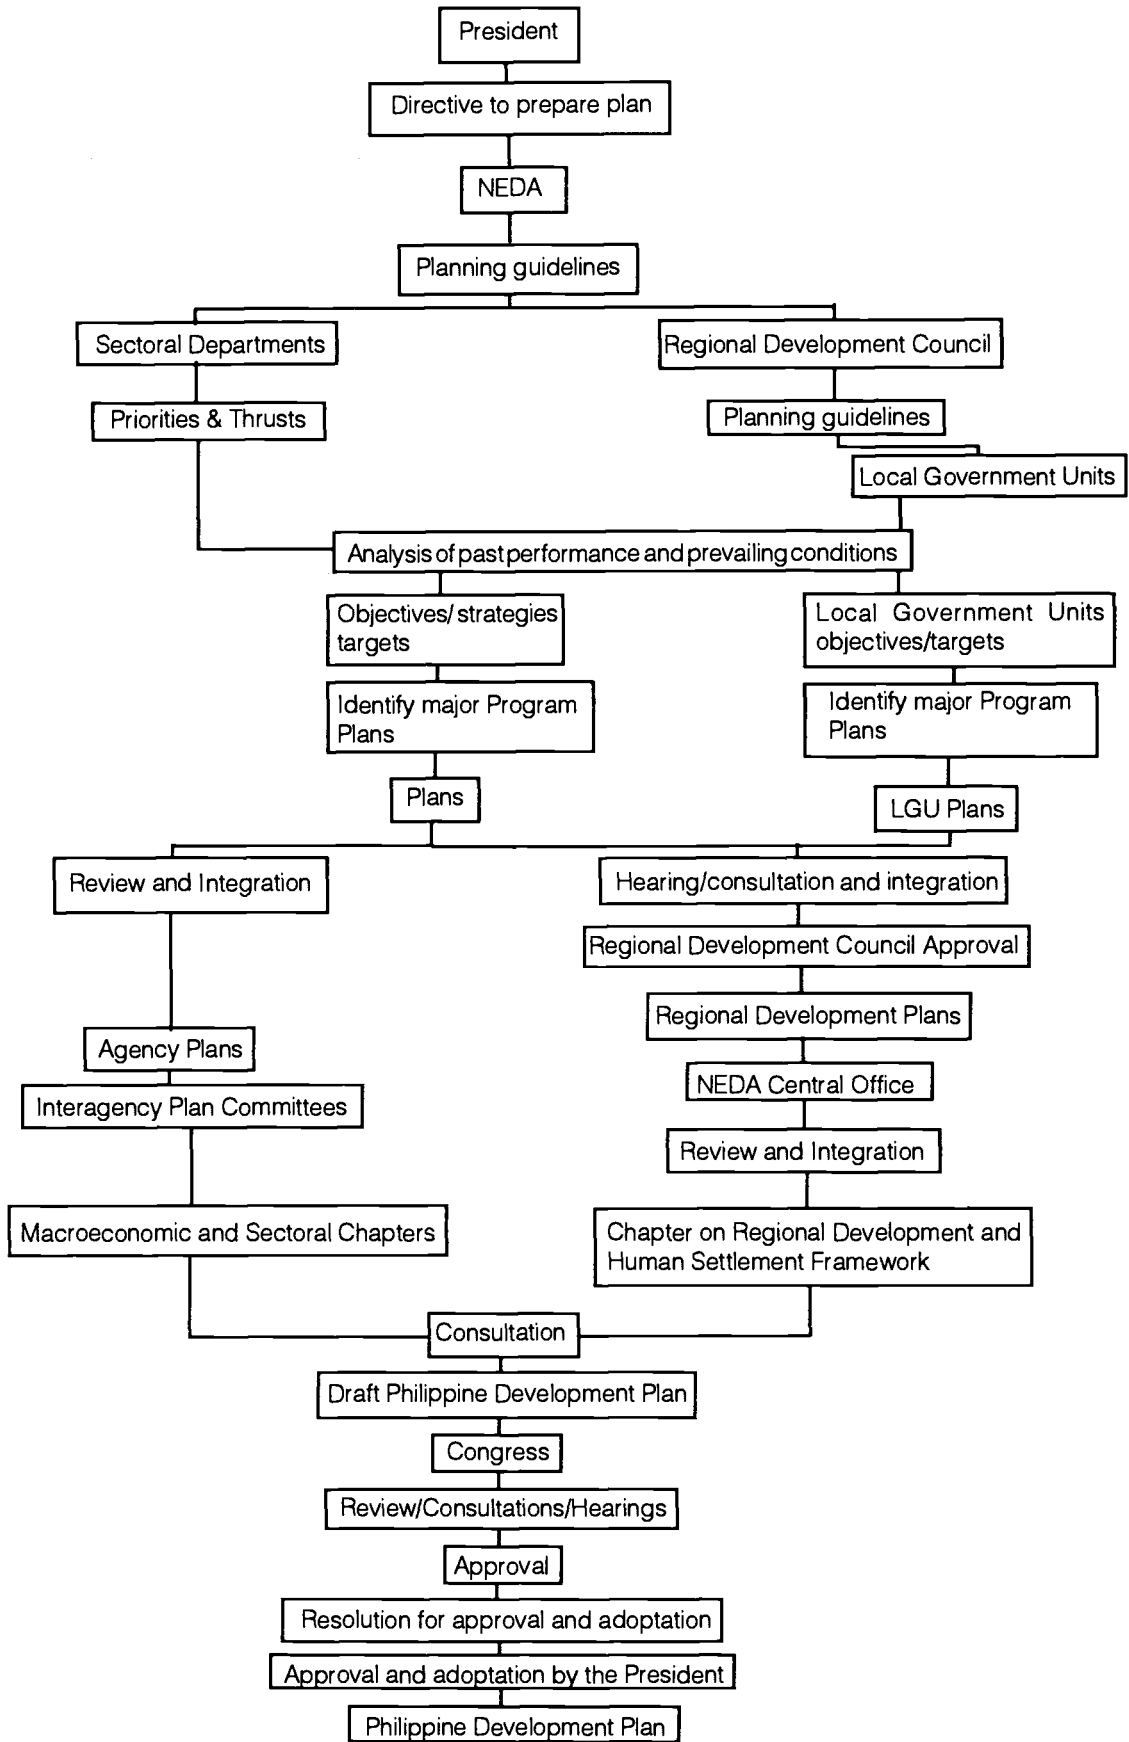 President
Directive to prepare plan
NEDA
Planning guidelines
Sectoral Departments
Regional Development Council
Priorities & Thrusts
Planning guidelines
Local Government Units
Analysis of past performance and prevailing conditions
Objectives/strategies
targets
Local Government Units
objectives/targets
Identify major Program
Plans
Identify major Program
Plans
Plans
LGU Plans
Review and Integration
Hearing/consultation and integration
Regional Development Council Approval
Regional Development Plans
Agency Plans
NEDA Central Office
Interagency Plan Committees
Review and Integration
Macroeconomic and Sectoral Chapters
Chapter on Regional Development and
Human Settlement Framework
Consultation
Draft Philippine Development Plan
Congress
Review/Consultations/Hearings
Approval
Resolution for approval and adoptation
Approval and adoptation by the President
Philippine Development Plan